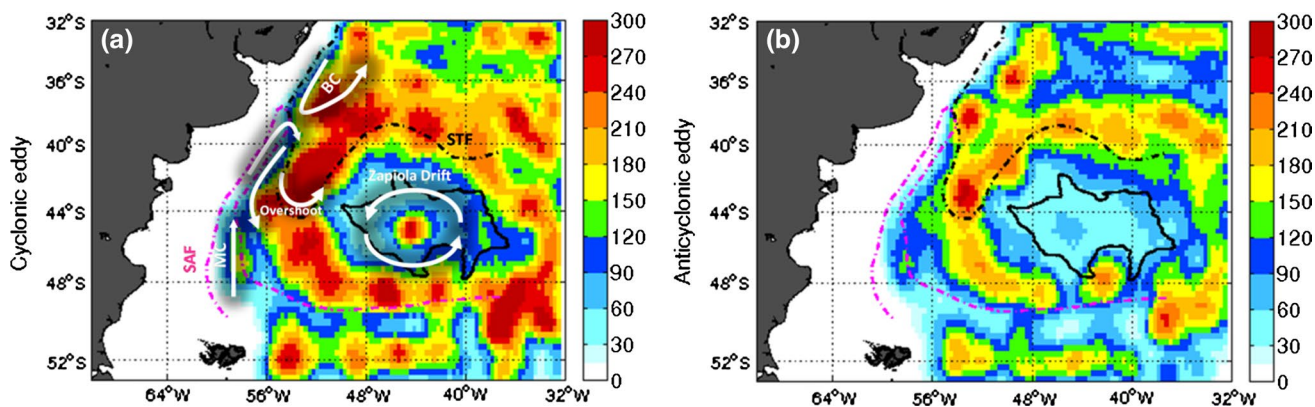 (a)
Cyclonic eddy
32°S
36°S
40°S
44°S
48°S
52°S
64°W
56°W
48°W
40°W
32°W
BC
STF
Zapiola Drift
Overshoot
SAF
MC
300
270
240
210
180
150
120
90
60
30
0
(b)
Anticyclonic eddy
32°S
36°S
40°S
44°S
48°S
52°S
64°W
56°W
48°W
40°W
32°W
300
270
240
210
180
150
120
90
60
30
0